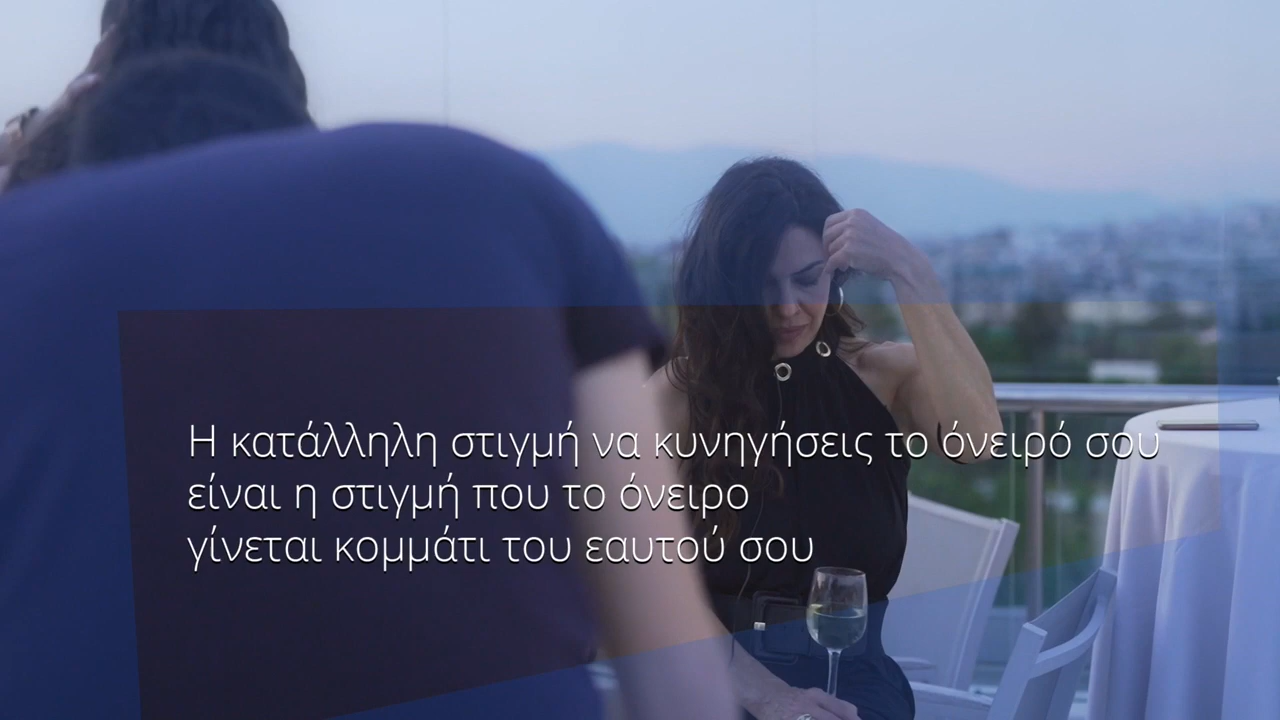 Η κατάλληλη στιγμή να κυνηγήσεις το όνειρό σου
είναι η στιγμή που το όνειρο
γίνεται κομμάτι του εαυτού σου